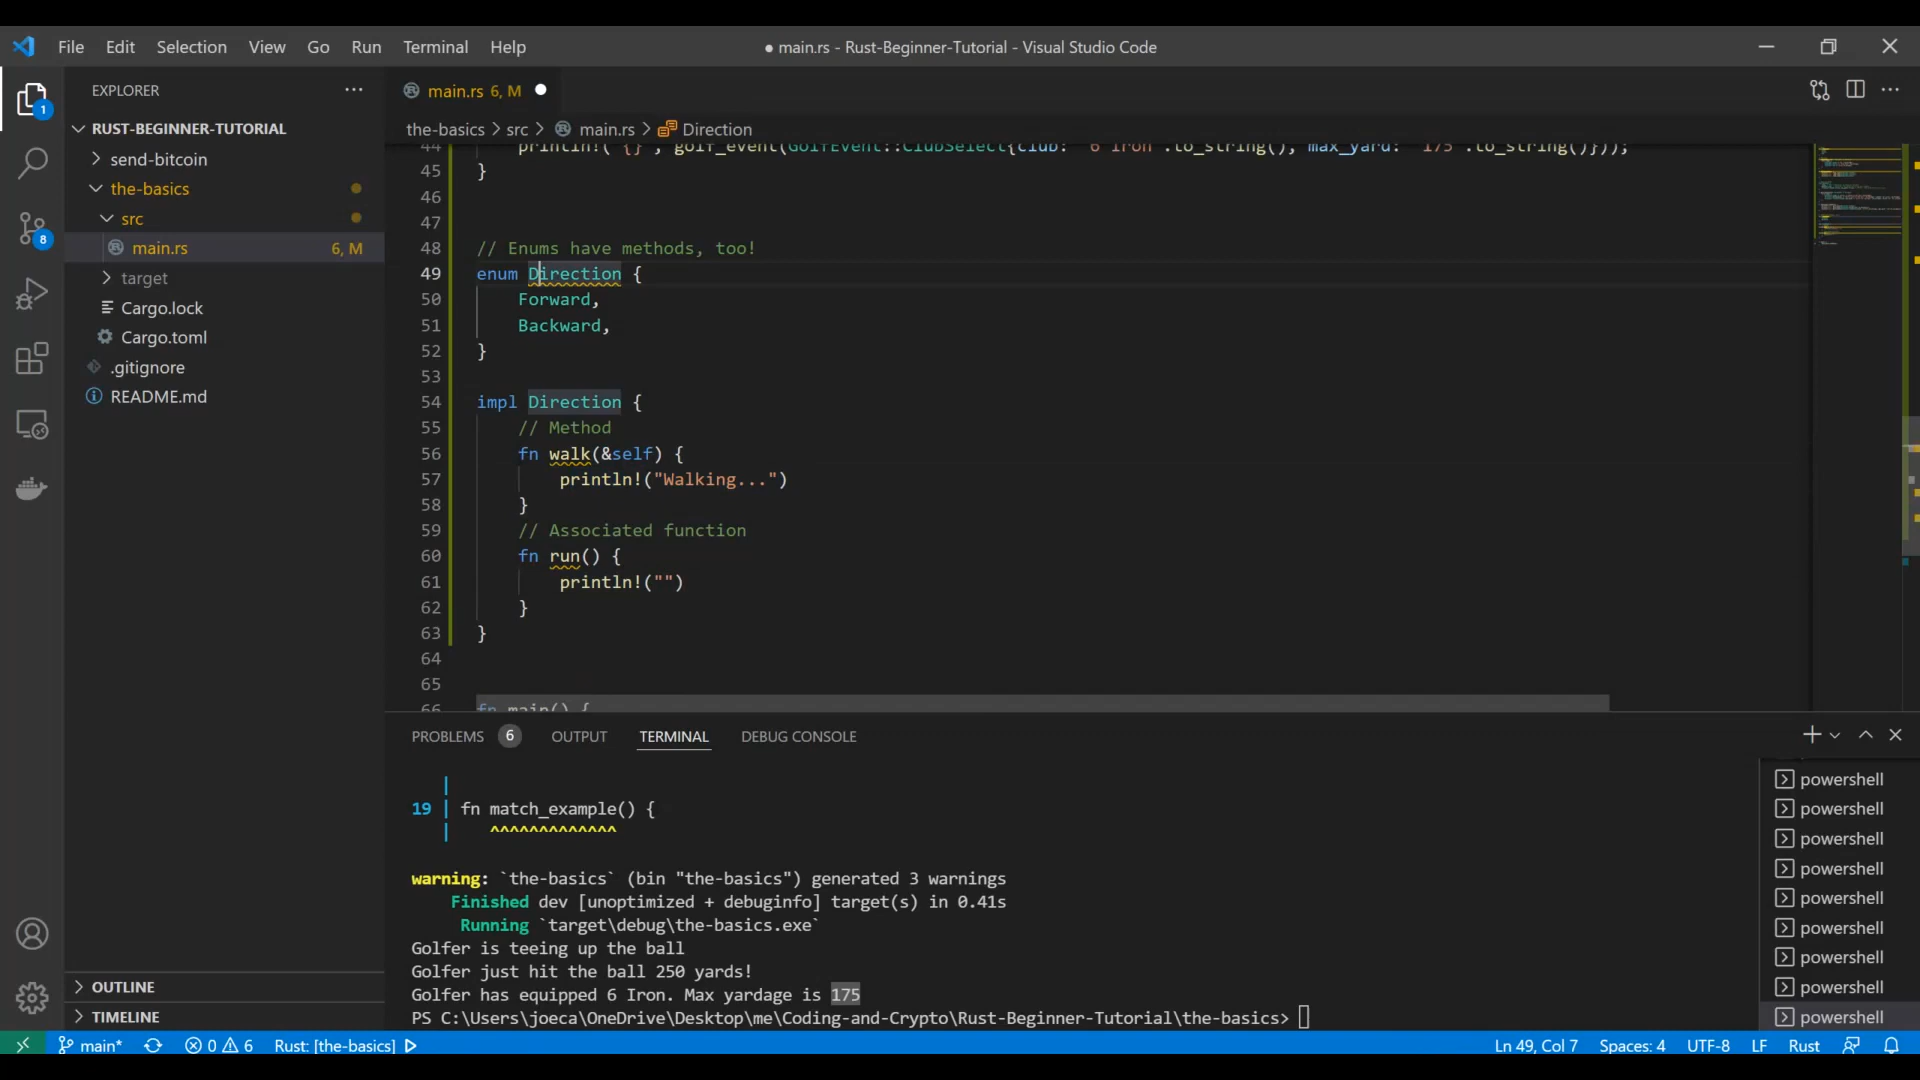 File Edit Selection View Go Run Terminal Help
● main.rs - Rust-Beginner-Tutorial - Visual Studio Code
EXPLORER
RUST-BEGINNER-TUTORIAL
send-bitcoin
the-basics
src
main.rs 6, M
target
Cargo.lock
Cargo.toml
.gitignore
README.md
OUTLINE
TIMELINE
1
8
main.rs 6, M
the-basics > src > main.rs > Direction
44 println!("{}", golf_event(GolfEvent::ClubSelect{club: "6 Iron".to_string(), max_yard: "175".to_string()}));
45 }
46
47
48 // Enums have methods, too!
49 enum Direction {
50 Forward,
51 Backward,
52 }
53
54 impl Direction {
55 // Method
56 fn walk(&self) {
57 println!("Walking...")
58 }
59 // Associated function
60 fn run() {
61 println!("")
62 }
63 }
64
65
66 fn main() {
PROBLEMS 6 OUTPUT TERMINAL DEBUG CONSOLE
|
19 | fn match_example() {
| ^^^^^^^^^^^^^
warning: `the-basics` (bin "the-basics") generated 3 warnings
Finished dev [unoptimized + debuginfo] target(s) in 0.41s
Running `target\debug\the-basics.exe`
Golfer is teeing up the ball
Golfer just hit the ball 250 yards!
Golfer has equipped 6 Iron. Max yardage is 175
PS C:\Users\joeca\OneDrive\Desktop\me\Coding-and-Crypto\Rust-Beginner-Tutorial\the-basics>
powershell
powershell
powershell
powershell
powershell
powershell
powershell
powershell
powershell
main* 0 6 Rust: [the-basics] Ln 49, Col 7 Spaces: 4 UTF-8 LF Rust